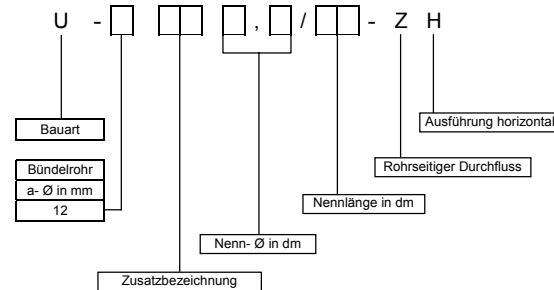 U - , / - Z H
Bauart
Ausführung horizontal
Bündelrohr
a- Ø in mm
12
Rohrseitiger Durchfluss
Nennlänge in dm
Nenn- Ø in dm
Zusatzbezeichnung